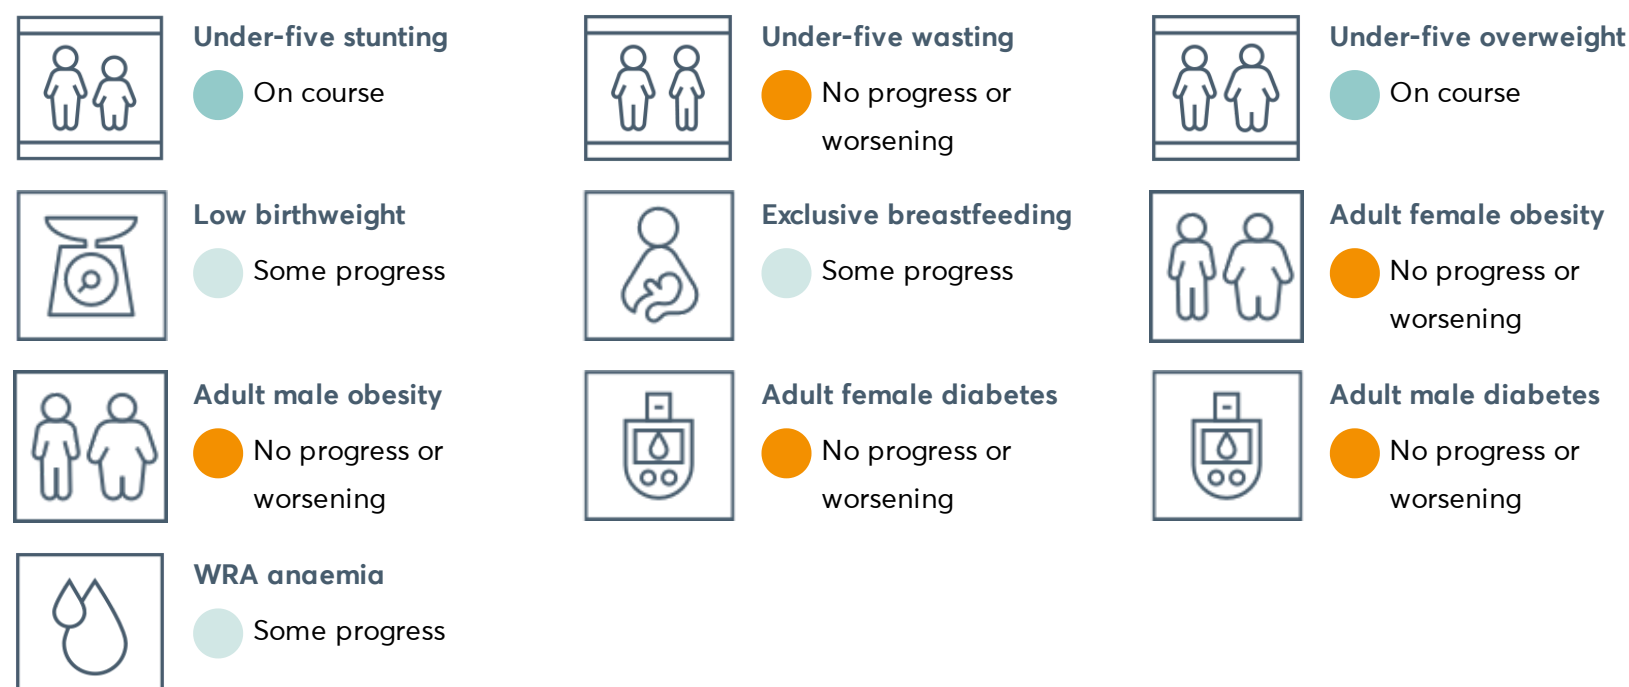 Under-five stunting
On course
Under-five wasting
No progress or
worsening
Under-five overweight
On course
Low birthweight
Some progress
Exclusive breastfeeding
Some progress
Adult female obesity
No progress or
worsening
Adult male obesity
No progress or
worsening
Adult female diabetes
No progress or
worsening
Adult male diabetes
No progress or
worsening
WRA anaemia
Some progress